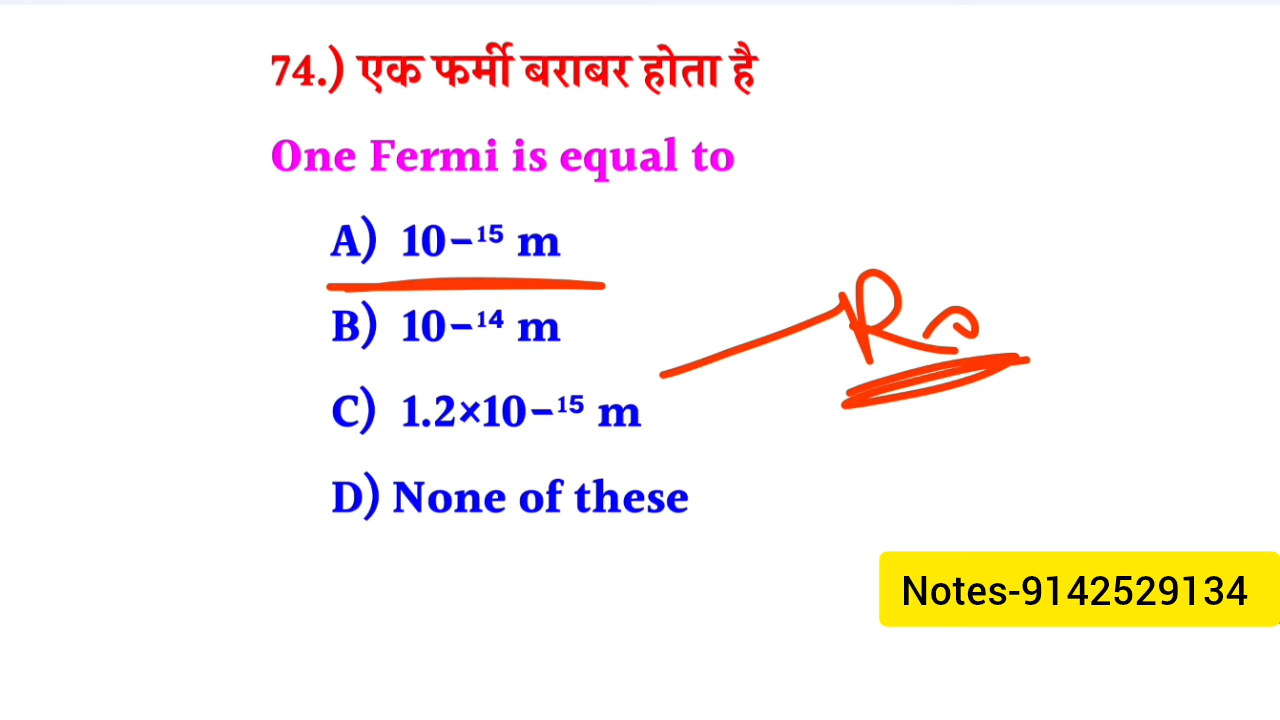 74.) एक फर्मी बराबर होता है
One Fermi is equal to
A) 10−¹⁵ m
B) 10−¹⁴ m
C) 1.2×10−¹⁵ m
D) None of these
Notes-9142529134